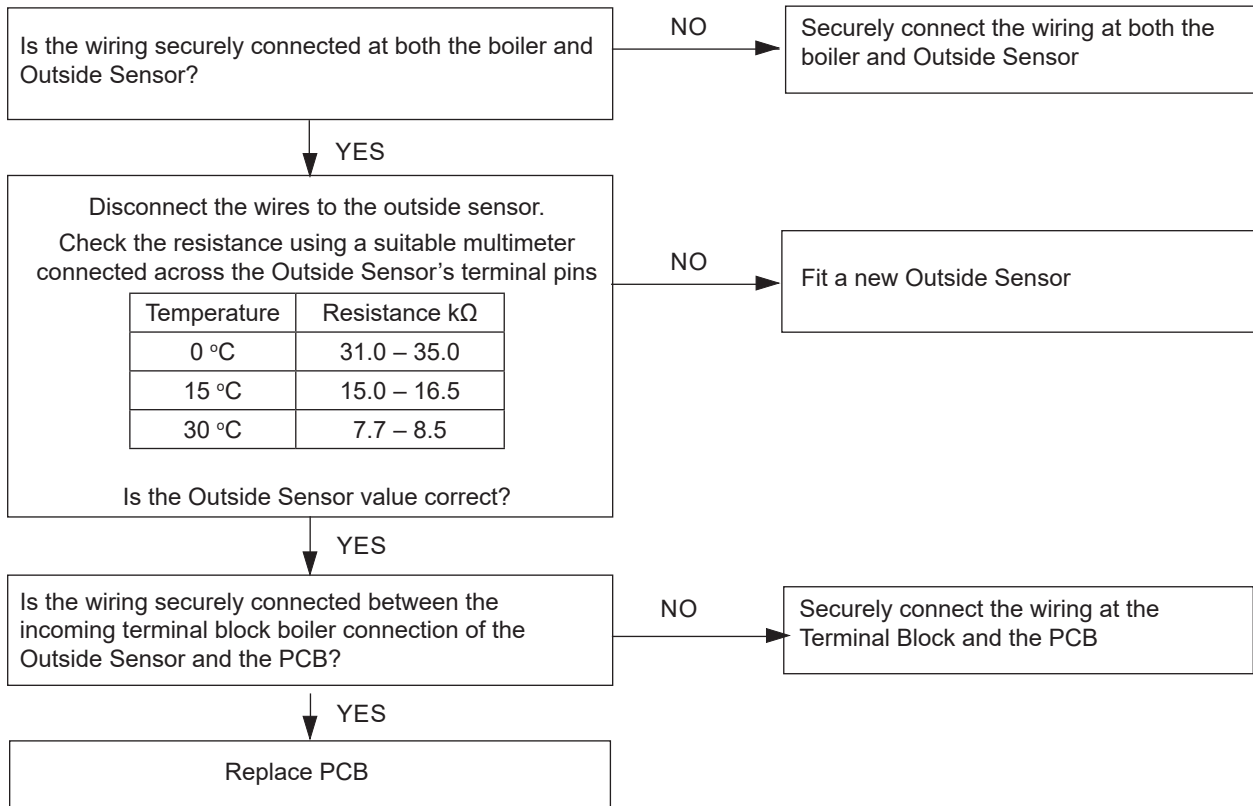 Is the wiring securely connected at both the boiler and
Outside Sensor?
NO
Securely connect the wiring at both the
boiler and Outside Sensor
YES
Disconnect the wires to the outside sensor.
Check the resistance using a suitable multimeter
connected across the Outside Sensor’s terminal pins
NO
Fit a new Outside Sensor
Temperature Resistance kΩ
0 °C 31.0 – 35.0
15 °C 15.0 – 16.5
30 °C 7.7 – 8.5
Is the Outside Sensor value correct?
YES
Is the wiring securely connected between the
incoming terminal block boiler connection of the
Outside Sensor and the PCB?
NO
Securely connect the wiring at the
Terminal Block and the PCB
YES
Replace PCB